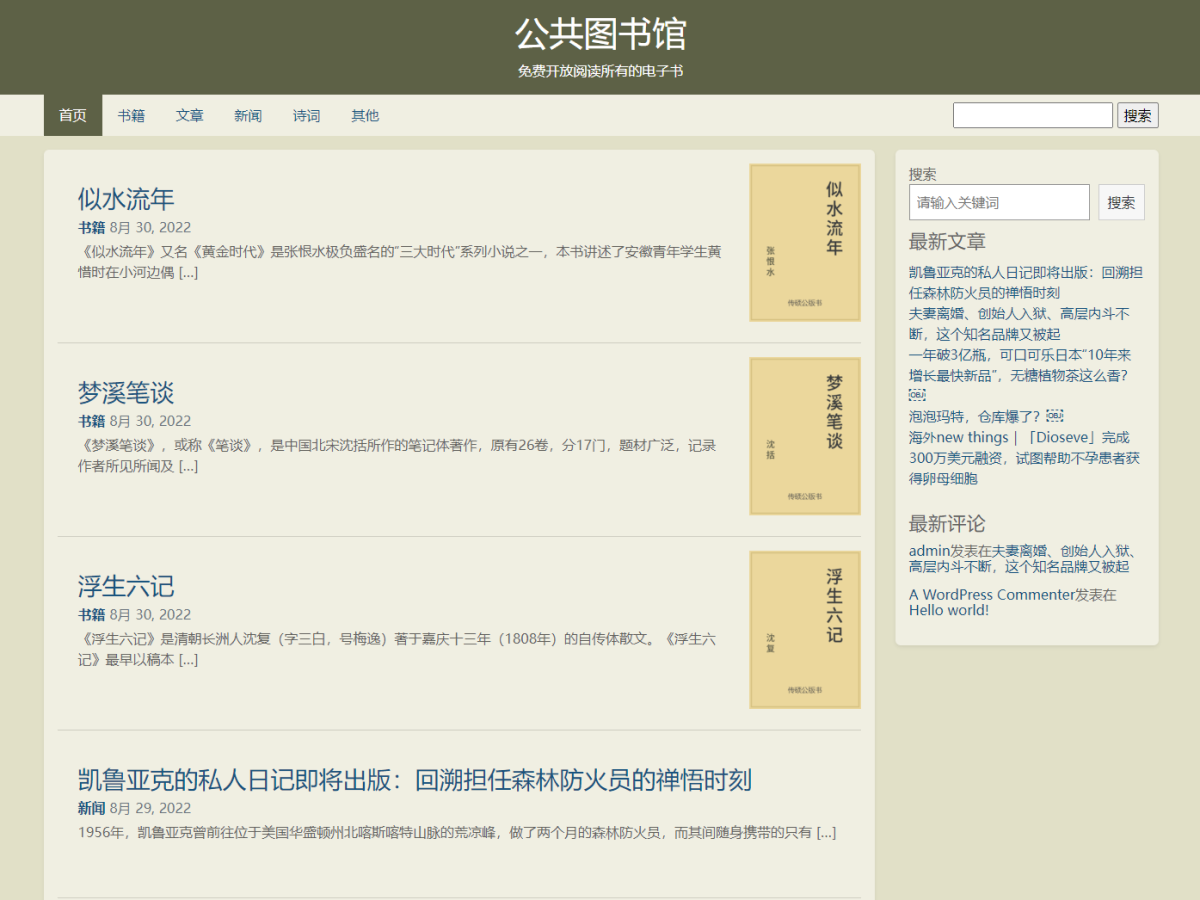 公共图书馆
免费开放阅读所有的电子书
首页 书籍 文章 新闻 诗词 其他 搜索
似水流年
书籍 8月 30, 2022
《似水流年》又名《黄金时代》是张恨水极负盛名的“三大时代”系列小说之一，本书讲述了安徽青年学生黄
惜时在小河边偶 [...]
似水流年
张恨水
传硕公版书
梦溪笔谈
书籍 8月 30, 2022
《梦溪笔谈》，或称《笔谈》，是中国北宋沈括所作的笔记体著作，原有26卷，分17门，题材广泛，记录
作者所见所闻及 [...]
梦溪笔谈
沈括
传硕公版书
浮生六记
书籍 8月 30, 2022
《浮生六记》是清朝长洲人沈复（字三白，号梅逸）著于嘉庆十三年（1808年）的自传体散文。《浮生六
记》最早以稿本 [...]
浮生六记
沈复
传硕公版书
凯鲁亚克的私人日记即将出版：回溯担任森林防火员的禅悟时刻
新闻 8月 29, 2022
1956年，凯鲁亚克曾前往位于美国华盛顿州北喀斯喀特山脉的荒凉峰，做了两个月的森林防火员，而其间随身携带的只有 [...]
搜索
请输入关键词 搜索
最新文章
凯鲁亚克的私人日记即将出版：回溯担
任森林防火员的禅悟时刻
夫妻离婚、创始人入狱、高层内斗不
断，这个知名品牌又被起
一年破3亿瓶，可口可乐日本“10年来
增长最快新品”，无糖植物茶这么香？
￼
泡泡玛特，仓库爆了？￼
海外new things｜「Dioseve」完成
300万美元融资，试图帮助不孕患者获
得卵母细胞
最新评论
admin发表在夫妻离婚、创始人入狱、
高层内斗不断，这个知名品牌又被起
A WordPress Commenter发表在
Hello world!